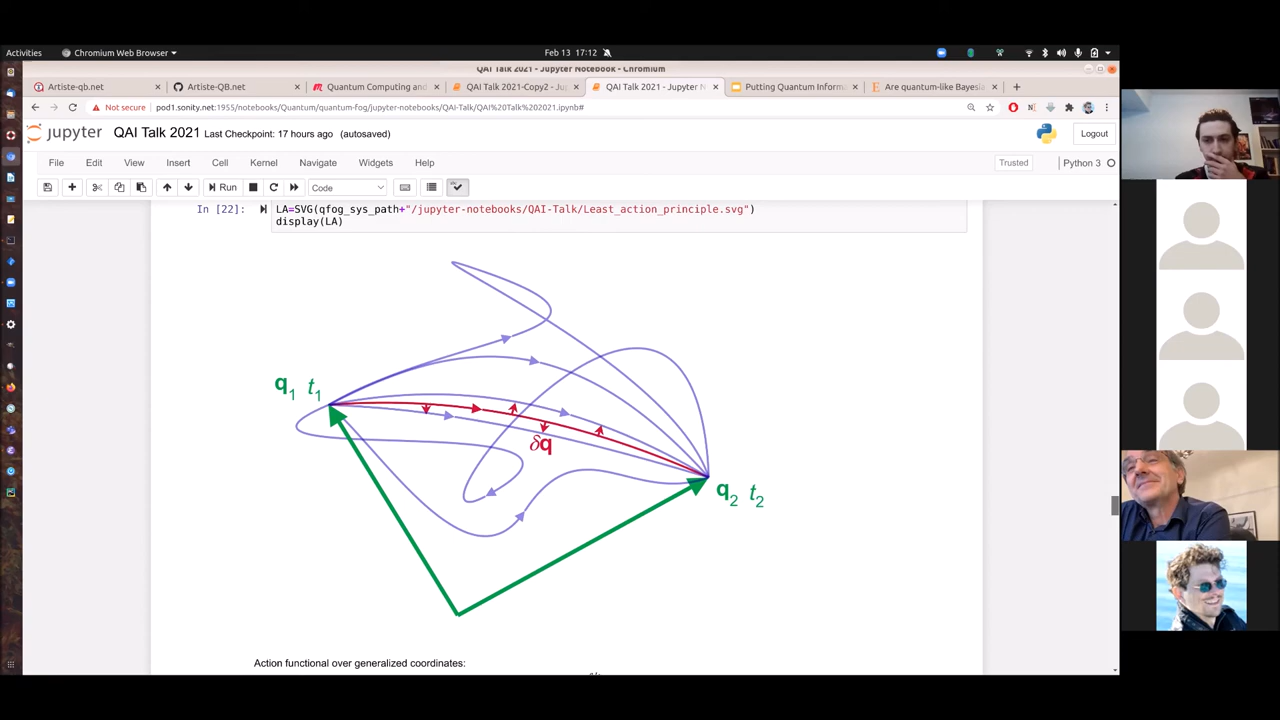 Activities
Chromium Web Browser
Feb 13 17:12
QAI Talk 2021 - Jupyter Notebook - Chromium
Artiste-qb.net
Artiste-QB.net
Quantum Computing and
QAI Talk 2021-Copy2 - Ju
QAI Talk 2021 - Jupyter N
Putting Quantum Inform
Are quantum-like Bayesia
Not secure
pod1.sonity.net:1955/notebooks/Quantum/quantum-fog/jupyter-notebooks/QAI-Talk/QAI%20Talk%202021.ipynb#
jupyter
QAI Talk 2021 Last Checkpoint: 17 hours ago (autosaved)
Logout
File Edit View Insert Cell Kernel Navigate Widgets Help
Trusted
Python 3
Run
Code
In [22]:
LA=SVG(qfog_sys_path+"/jupyter-notebooks/QAI-Talk/Least_action_principle.svg")
display(LA)
q1 t1
δq
q2 t2
Action functional over generalized coordinates: